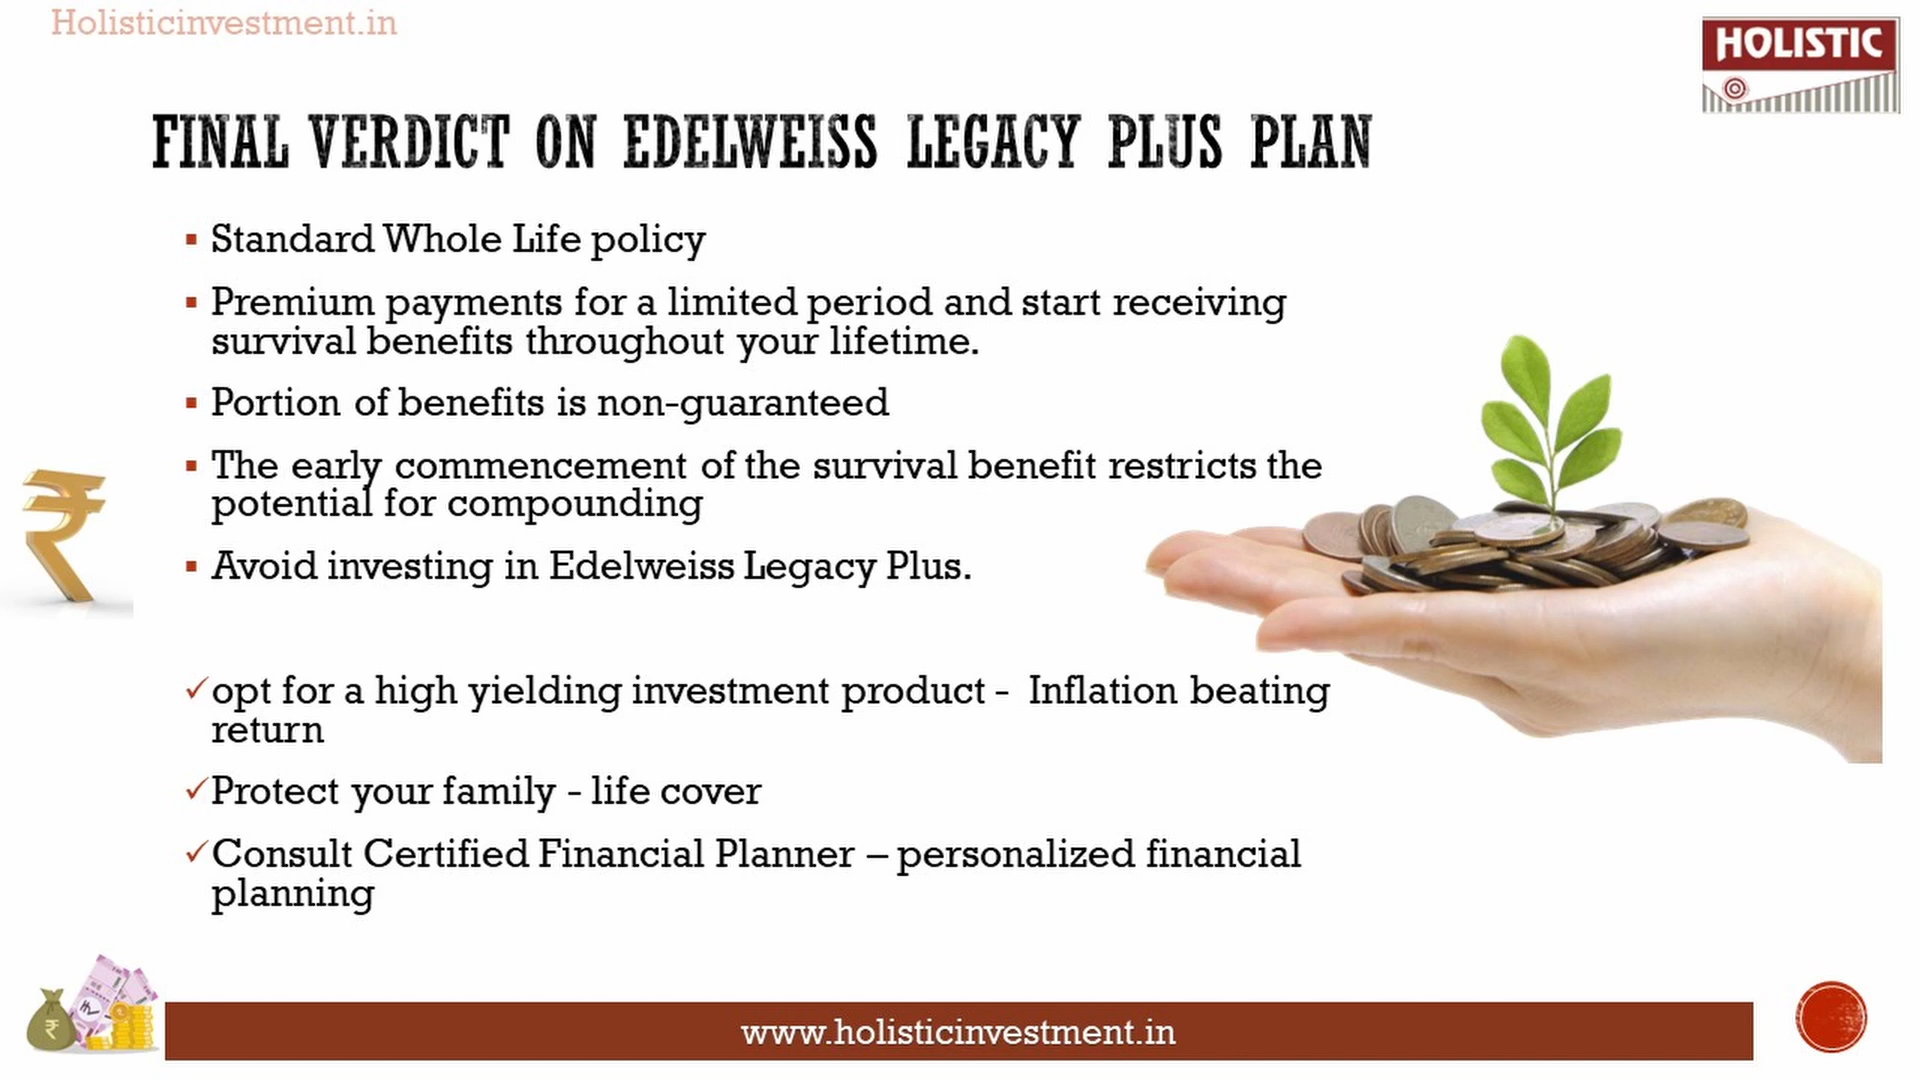 Holisticinvestment.in
HOLISTIC
FINAL VERDICT ON EDELWEISS LEGACY PLUS PLAN
Standard Whole Life policy
Premium payments for a limited period and start receiving
survival benefits throughout your lifetime.
Portion of benefits is non-guaranteed
The early commencement of the survival benefit restricts the
potential for compounding
Avoid investing in Edelweiss Legacy Plus.
opt for a high yielding investment product - Inflation beating
return
Protect your family - life cover
Consult Certified Financial Planner – personalized financial
planning
www.holisticinvestment.in